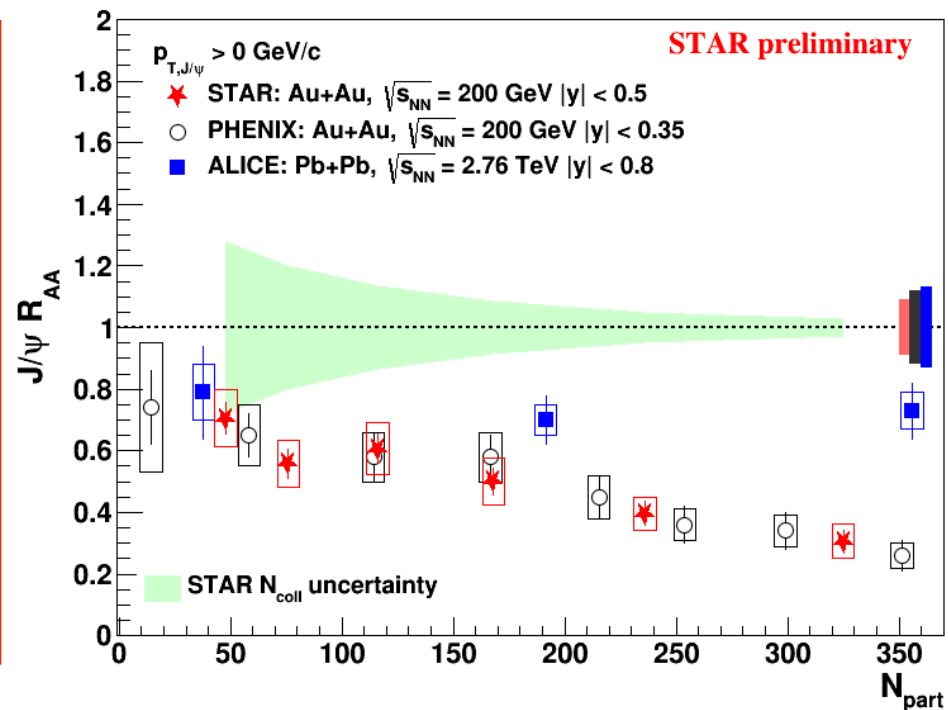 STAR preliminary
p_T,J/ψ > 0 GeV/c
STAR: Au+Au, √s_NN = 200 GeV |y| < 0.5
PHENIX: Au+Au, √s_NN = 200 GeV |y| < 0.35
ALICE: Pb+Pb, √s_NN = 2.76 TeV |y| < 0.8
J/ψ R_AA
2
1.8
1.6
1.4
1.2
1
0.8
0.6
0.4
0.2
0
STAR N_coll uncertainty
0 50 100 150 200 250 300 350
N_part